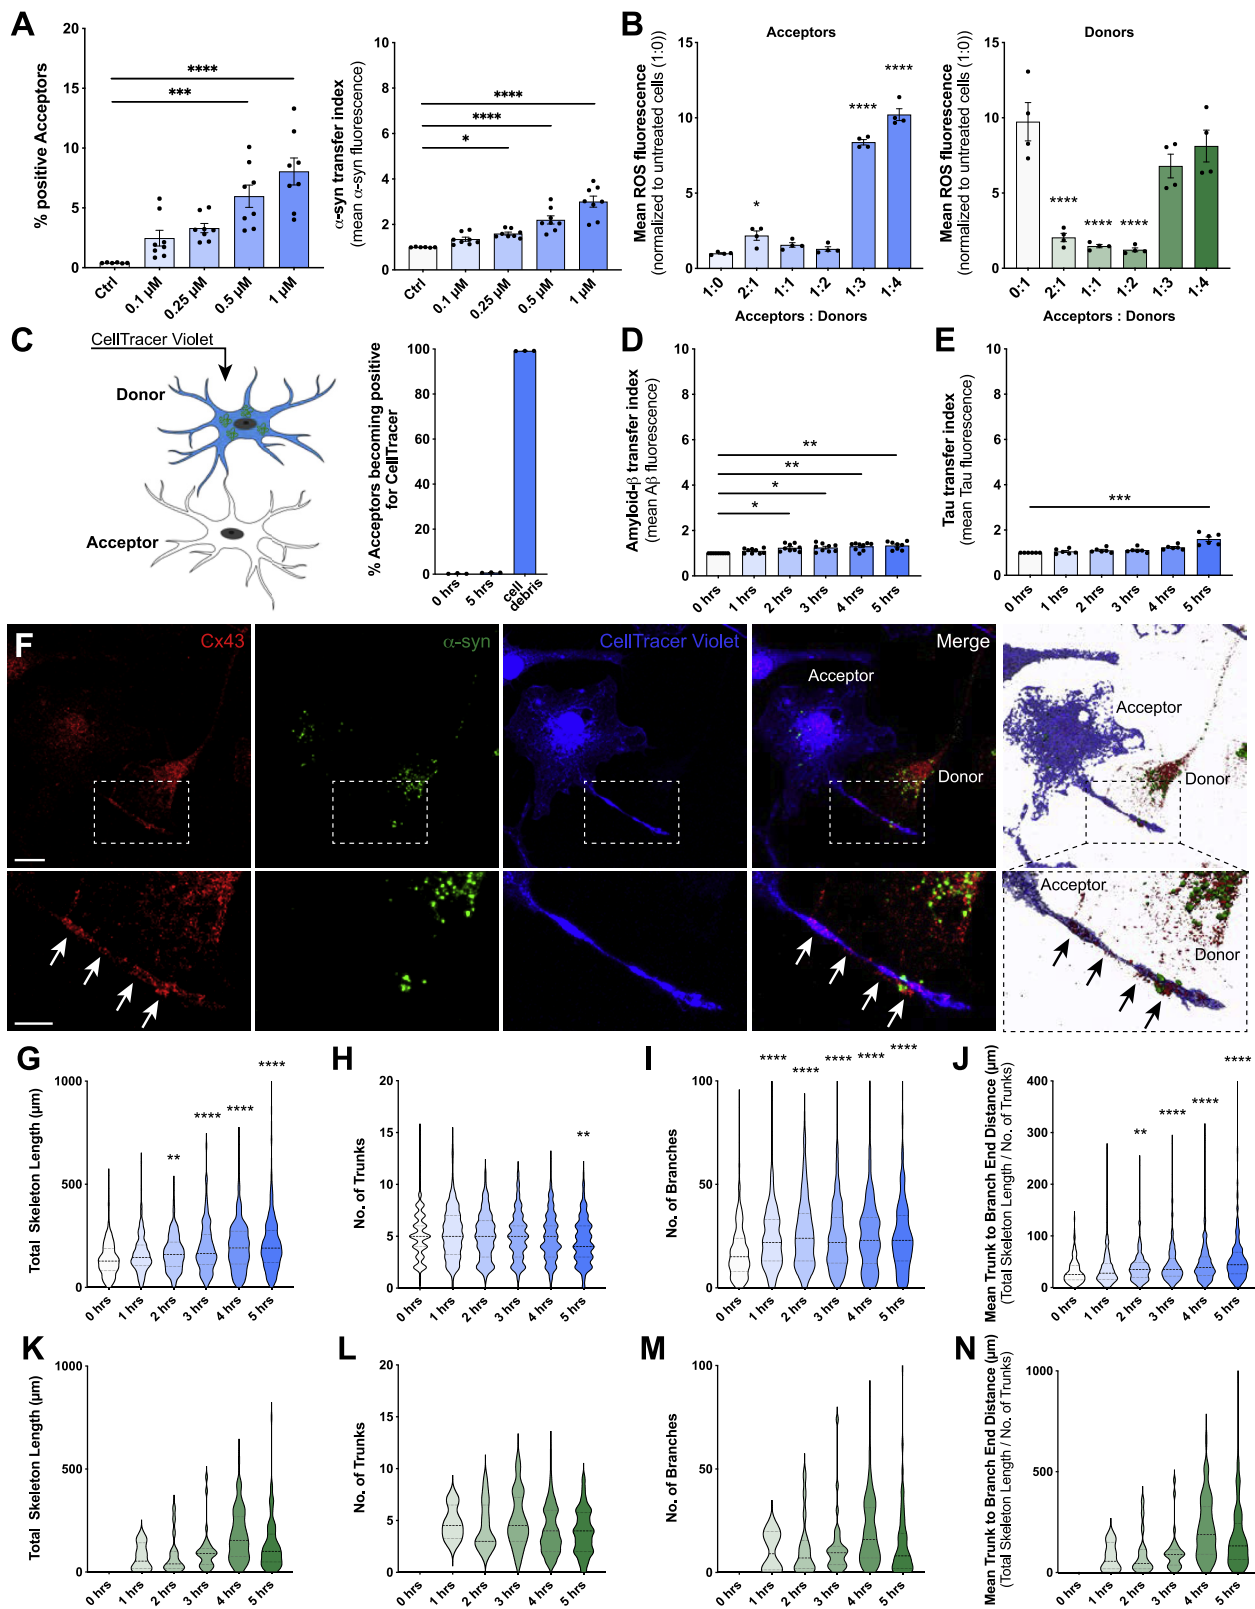 A
% positive Acceptors
20
15
10
5
0
****
***
Ctrl
0.1 µM
0.25 µM
0.5 µM
1 µM
α-syn transfer index
(mean α-syn fluorescence)
10
8
6
4
2
0
****
****
*
Ctrl
0.1 µM
0.25 µM
0.5 µM
1 µM
B
Acceptors
Mean ROS fluorescence
(normalized to untreated cells (1:0))
15
10
5
0
*
****
****
1:0
2:1
1:1
1:2
1:3
1:4
Acceptors : Donors
Donors
Mean ROS fluorescence
(normalized to untreated cells (1:0))
15
10
5
0
****
****
****
0:1
2:1
1:1
1:2
1:3
1:4
Acceptors : Donors
C
CellTracer Violet
Donor
Acceptor
% Acceptors becoming positive
for CellTracer
100
80
60
40
20
0
0 hrs
5 hrs
cell
debris
D
Amyloid-β transfer index
(mean Aβ fluorescence)
10
8
6
4
2
0
**
**
*
*
0 hrs
1 hrs
2 hrs
3 hrs
4 hrs
5 hrs
E
Tau transfer index
(mean Tau fluorescence)
10
8
6
4
2
0
***
0 hrs
1 hrs
2 hrs
3 hrs
4 hrs
5 hrs
F
Cx43
α-syn
CellTracer Violet
Merge
Acceptor
Donor
Acceptor
Donor
Acceptor
Donor
G
Total Skeleton Length (µm)
1000
500
0
**
****
****
****
0 hrs
1 hrs
2 hrs
3 hrs
4 hrs
5 hrs
H
No. of Trunks
20
15
10
5
0
**
0 hrs
1 hrs
2 hrs
3 hrs
4 hrs
5 hrs
I
No. of Branches
100
50
0
****
****
****
****
****
0 hrs
1 hrs
2 hrs
3 hrs
4 hrs
5 hrs
J
Mean Trunk to Branch End Distance (µm)
(Total Skeleton Length / No. of Trunks)
400
300
200
100
0
**
****
****
****
0 hrs
1 hrs
2 hrs
3 hrs
4 hrs
5 hrs
K
Total Skeleton Length (µm)
1000
500
0
0 hrs
1 hrs
2 hrs
3 hrs
4 hrs
5 hrs
L
No. of Trunks
20
15
10
5
0
0 hrs
1 hrs
2 hrs
3 hrs
4 hrs
5 hrs
M
No. of Branches
100
50
0
0 hrs
1 hrs
2 hrs
3 hrs
4 hrs
5 hrs
N
Mean Trunk to Branch End Distance (µm)
(Total Skeleton Length / No. of Trunks)
1000
500
0
0 hrs
1 hrs
2 hrs
3 hrs
4 hrs
5 hrs